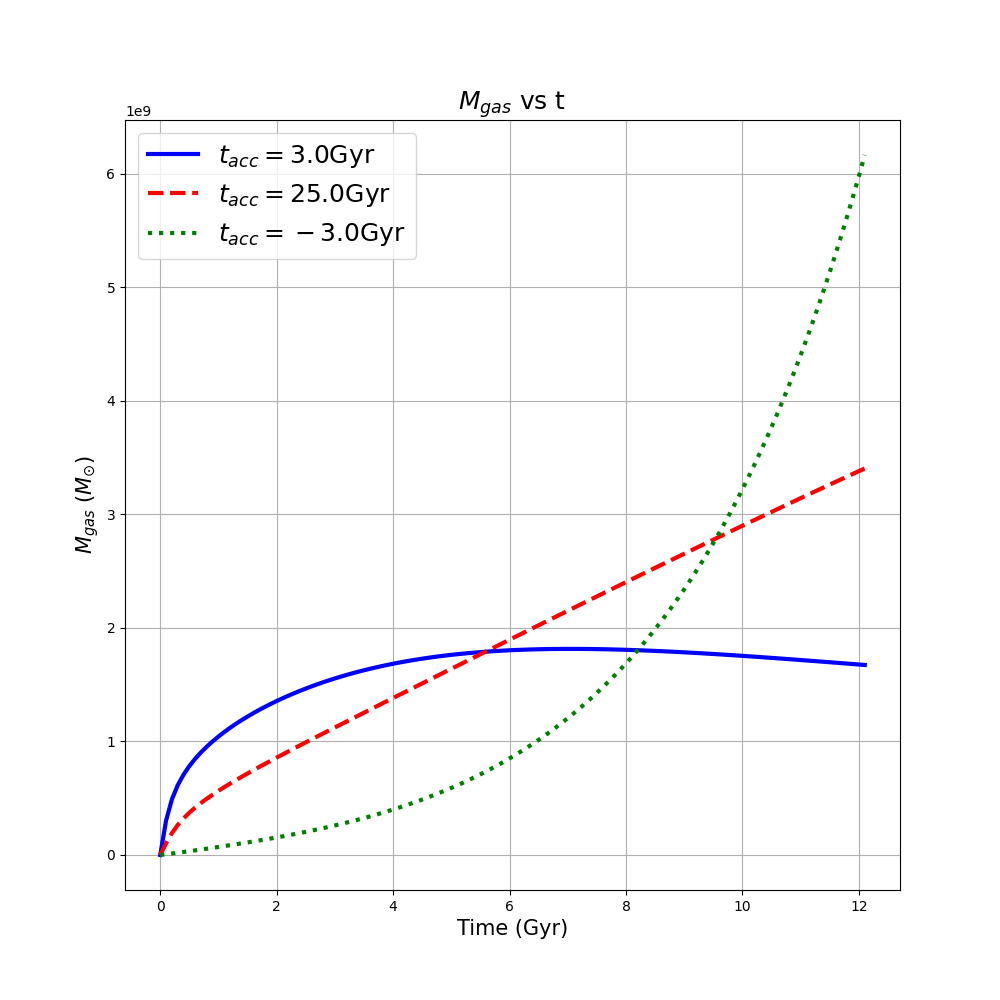 M_gas vs t
1e9
t_acc = 3.0Gyr
t_acc = 25.0Gyr
t_acc = −3.0Gyr
6
5
4
3
2
1
0
M_gas (M_⊙)
0 2 4 6 8 10 12
Time (Gyr)